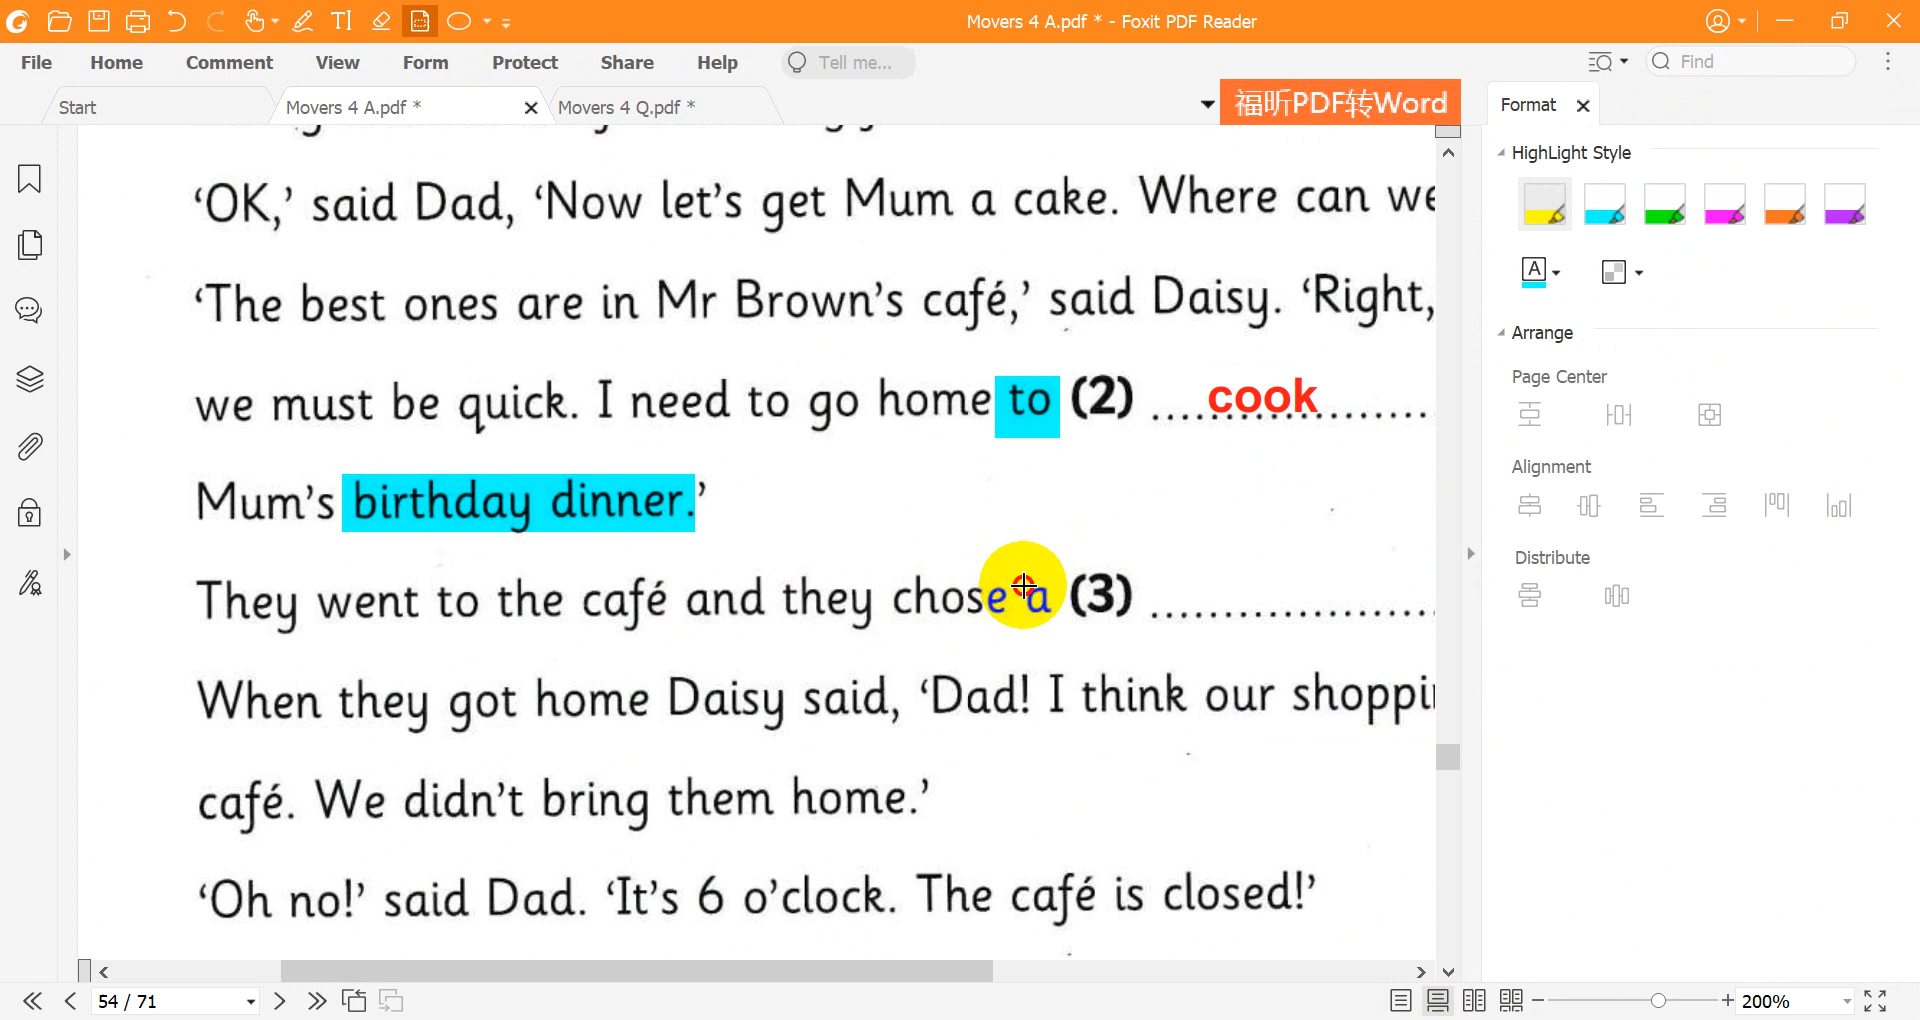 Movers 4 A.pdf * - Foxit PDF Reader
File Home Comment View Form Protect Share Help Tell me... Find
Start Movers 4 A.pdf * Movers 4 Q.pdf * 福昕PDF转Word Format
HighLight Style
‘OK,’ said Dad, ‘Now let’s get Mum a cake. Where can we
‘The best ones are in Mr Brown’s café,’ said Daisy. ‘Right,
we must be quick. I need to go home to (2) .... cook ....
Mum’s birthday dinner.’
They went to the café and they chose a (3) ....................
When they got home Daisy said, ‘Dad! I think our shoppi
café. We didn’t bring them home.’
‘Oh no!’ said Dad. ‘It’s 6 o’clock. The café is closed!’
A
Arrange
Page Center
Alignment
Distribute
54 / 71
200%